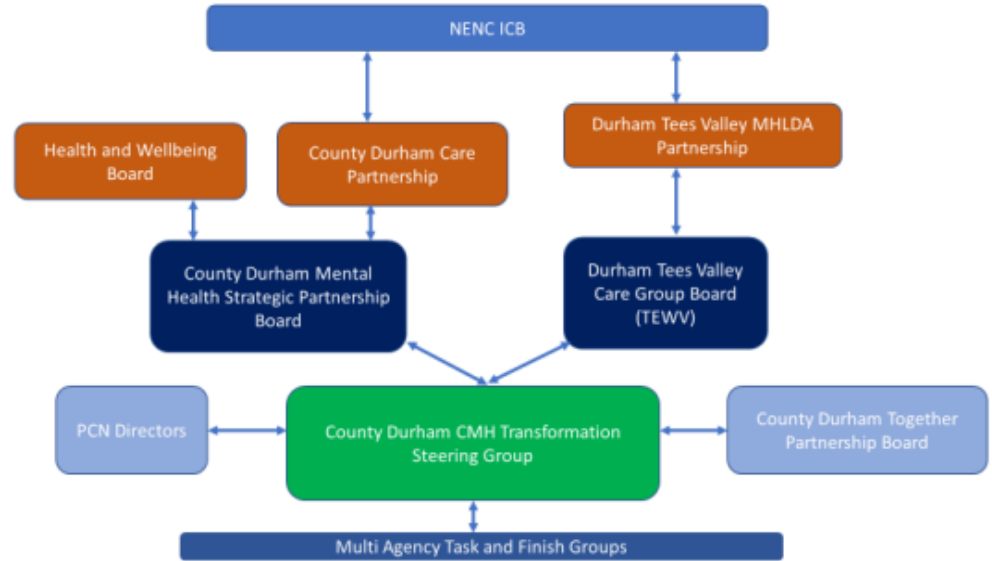 NENC ICB
Health and Wellbeing
Board
County Durham Care
Partnership
Durham Tees Valley MHLDA
Partnership
County Durham Mental
Health Strategic Partnership
Board
Durham Tees Valley
Care Group Board
(TEWV)
PCN Directors
County Durham CMH Transformation
Steering Group
County Durham Together
Partnership Board
Multi Agency Task and Finish Groups